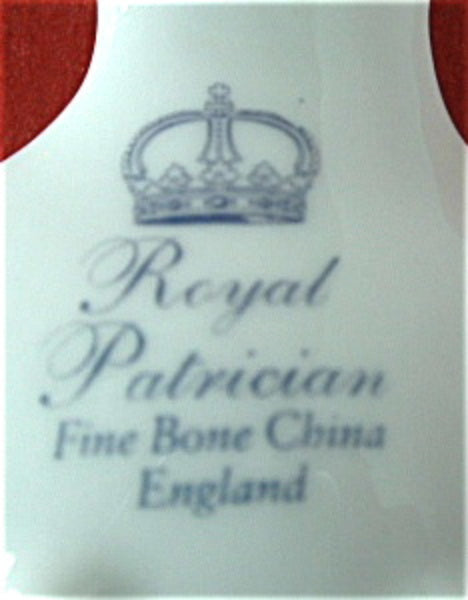 Royal
Patrician
Fine Bone China
England